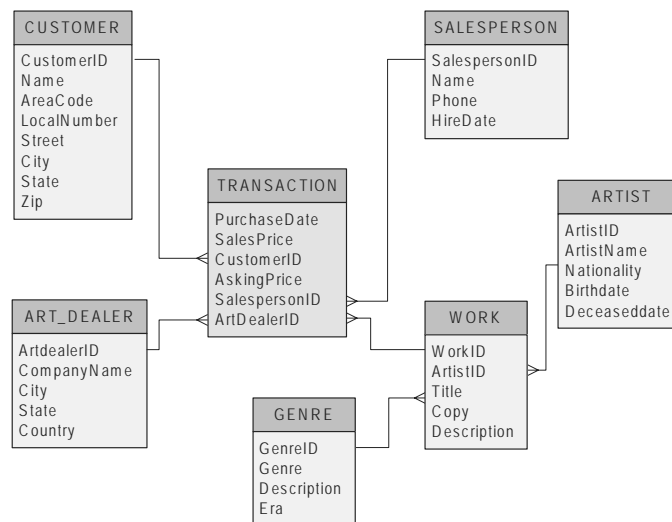 CUSTOMER
CustomerID
Name
AreaCode
LocalNumber
Street
City
State
Zip
SALESPERSON
SalespersonID
Name
Phone
HireDate
TRANSACTION
PurchaseDate
SalesPrice
CustomerID
AskingPrice
SalespersonID
ArtDealerID
ARTIST
ArtistID
ArtistName
Nationality
Birthdate
Deceaseddate
ART_DEALER
ArtdealerID
CompanyName
City
State
Country
WORK
WorkID
ArtistID
Title
Copy
Description
GENRE
GenreID
Genre
Description
Era